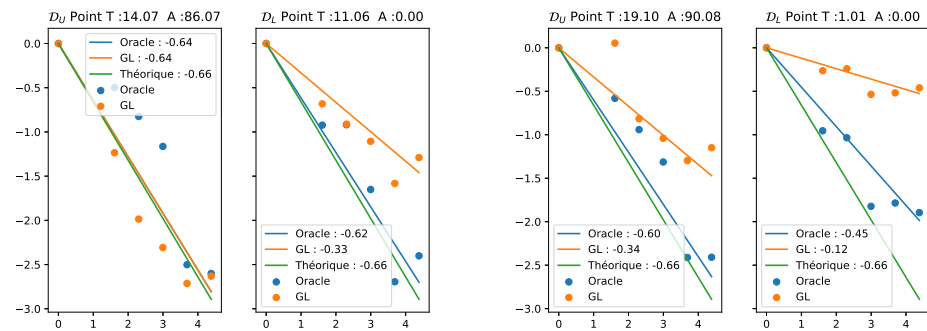 𝒟U Point T :14.07 A :86.07
0.0
−0.5
−1.0
−1.5
−2.0
−2.5
−3.0
Oracle : -0.64
GL : -0.64
Théorique : -0.66
Oracle
GL
0 1 2 3 4
𝒟L Point T :11.06 A :0.00
Oracle : -0.62
GL : -0.33
Théorique : -0.66
Oracle
GL
0 1 2 3 4
𝒟U Point T :19.10 A :90.08
0.0
−0.5
−1.0
−1.5
−2.0
−2.5
−3.0
Oracle : -0.60
GL : -0.34
Théorique : -0.66
Oracle
GL
0 1 2 3 4
𝒟L Point T :1.01 A :0.00
Oracle : -0.45
GL : -0.12
Théorique : -0.66
Oracle
GL
0 1 2 3 4